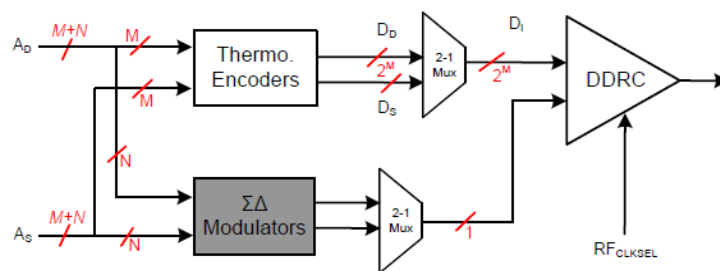 A_D
M+N
M
Thermo.
Encoders
D_D
2^M
D_S
2-1
Mux
D_I
2^M
DDRC
M
N
A_S
M+N
N
ΣΔ
Modulators
2-1
Mux
1
RF_CLKSEL